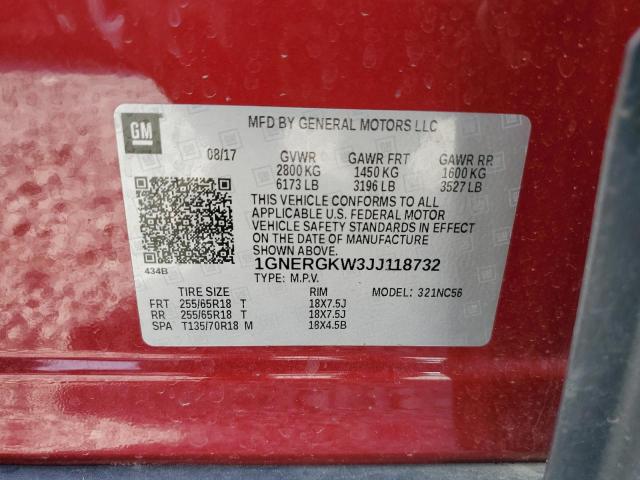 GM
MFD BY GENERAL MOTORS LLC
08/17 GVWR GAWR FRT GAWR RR
2800 KG 1450 KG 1600 KG
6173 LB 3196 LB 3527 LB
THIS VEHICLE CONFORMS TO ALL
APPLICABLE U.S. FEDERAL MOTOR
VEHICLE SAFETY STANDARDS IN EFFECT
ON THE DATE OF MANUFACTURE
SHOWN ABOVE.
434B 1GNERGKW3JJ118732
TYPE: M.P.V.
TIRE SIZE RIM MODEL: 321NC56
FRT 255/65R18 T 18X7.5J
RR 255/65R18 T 18X7.5J
SPA T135/70R18 M 18X4.5B